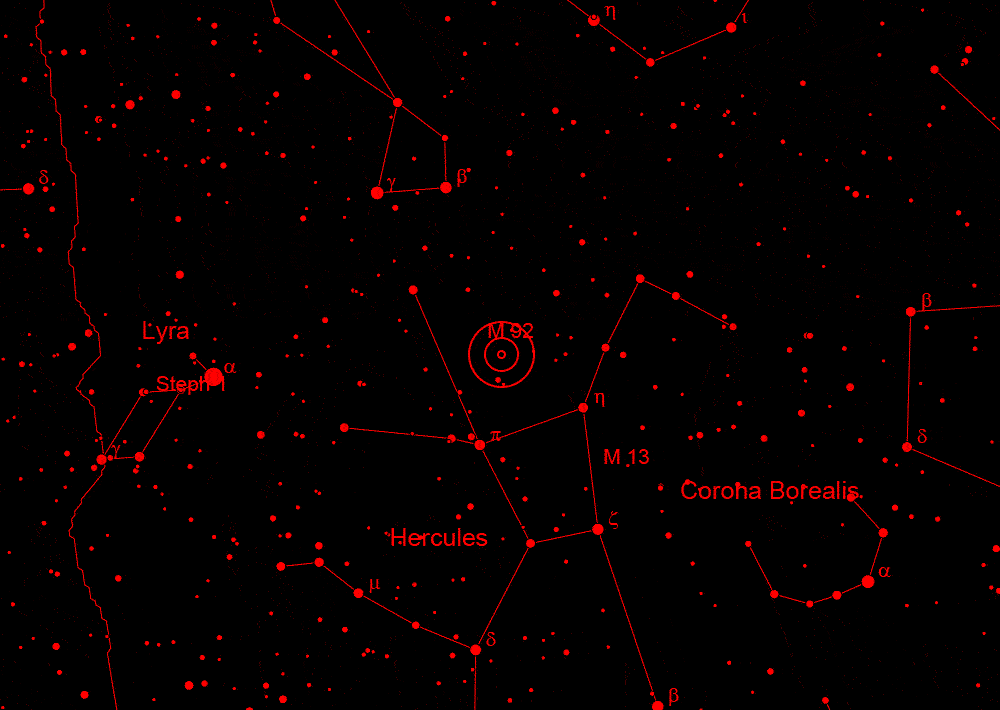 η
ι
δ
γ
β
β
Lyra
M 92
α
Steph 1
η
π
δ
γ
M 13
Corona Borealis
ζ
Hercules
α
μ
δ
β